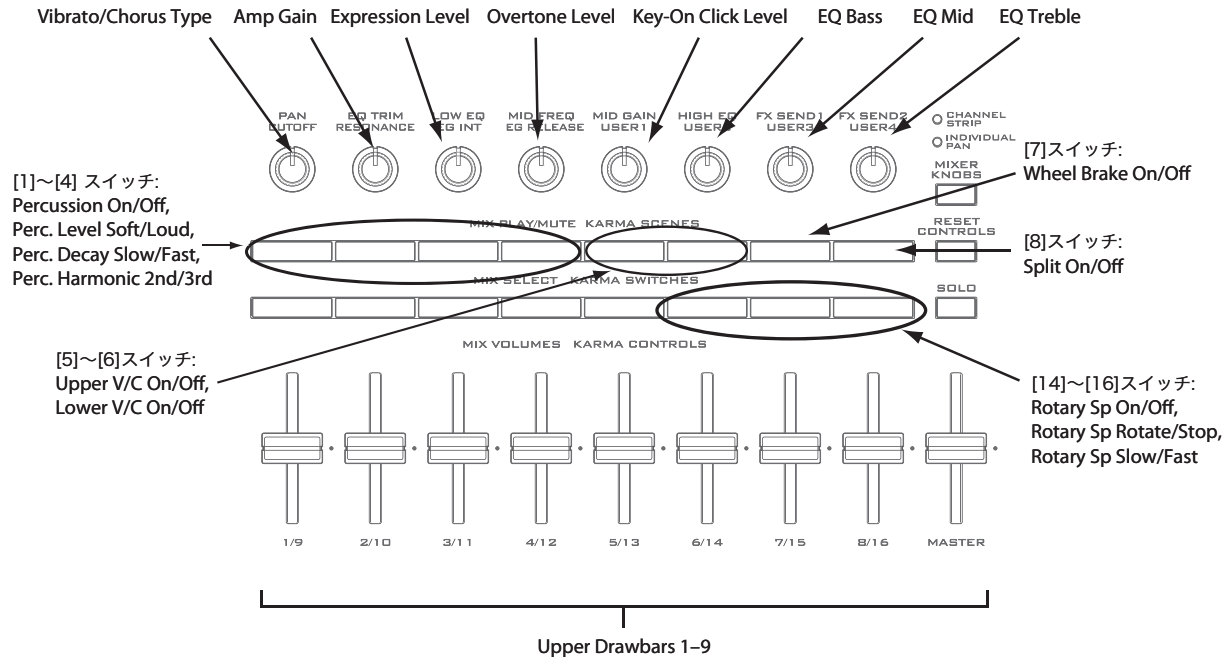 Vibrato/Chorus Type
Amp Gain
Expression Level
Overtone Level
Key-On Click Level
EQ Bass
EQ Mid
EQ Treble
PAN
CUTOFF
EQ TRIM
RESONANCE
LOW EQ
EG INT
MID FREQ
EG RELEASE
MID GAIN
USER1
HIGH EQ
USER2
FX SEND1
USER3
FX SEND2
USER4
CHANNEL
STRIP
INDIVIDUAL
PAN
MIXER
KNOBS
[7]スイッチ:
Wheel Brake On/Off
[1]～[4] スイッチ:
Percussion On/Off,
Perc. Level Soft/Loud,
Perc. Decay Slow/Fast,
Perc. Harmonic 2nd/3rd
MIX PLAY/MUTE KARMA SCENES
RESET
CONTROLS
[8]スイッチ:
Split On/Off
MIX SELECT KARMA SWITCHES
SOLO
MIX VOLUMES KARMA CONTROLS
[5]～[6]スイッチ:
Upper V/C On/Off,
Lower V/C On/Off
[14]～[16]スイッチ:
Rotary Sp On/Off,
Rotary Sp Rotate/Stop,
Rotary Sp Slow/Fast
1/9
2/10
3/11
4/12
5/13
6/14
7/15
8/16
MASTER
Upper Drawbars 1–9